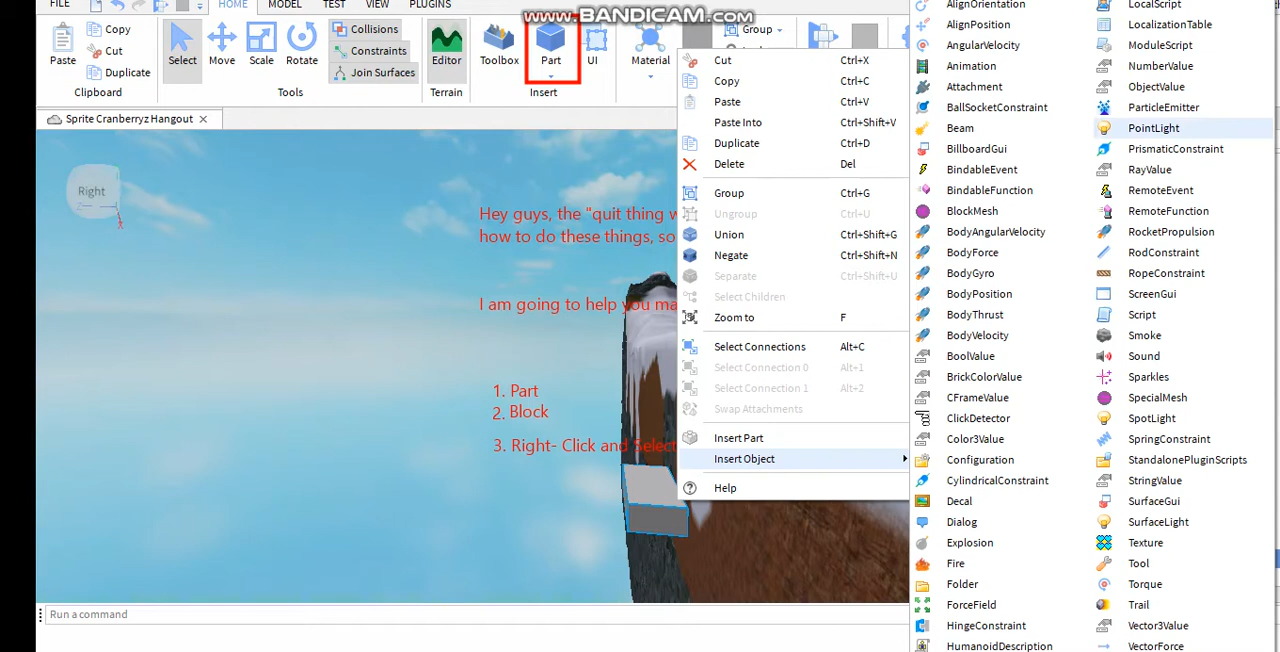 www.BANDICAM.com
FILE HOME MODEL TEST VIEW PLUGINS
Paste
Copy
Cut
Duplicate
Clipboard
Select
Move
Scale
Rotate
Tools
Collisions
Constraints
Join Surfaces
Editor
Terrain
Toolbox
Part
UI
Insert
Material
Group
Sprite Cranberryz Hangout
Right
Hey guys, the "quit thing w
how to do these things, so
I am going to help you ma
1. Part
2. Block
3. Right- Click and Select
Cut Ctrl+X
Copy Ctrl+C
Paste Ctrl+V
Paste Into Ctrl+Shift+V
Duplicate Ctrl+D
Delete Del
Group Ctrl+G
Ungroup Ctrl+U
Union Ctrl+Shift+G
Negate Ctrl+Shift+N
Separate Ctrl+Shift+U
Select Children
Zoom to F
Select Connections Alt+C
Select Connection 0 Alt+1
Select Connection 1 Alt+2
Swap Attachments
Insert Part
Insert Object
Help
AlignOrientation
AlignPosition
AngularVelocity
Animation
Attachment
BallSocketConstraint
Beam
BillboardGui
BindableEvent
BindableFunction
BlockMesh
BodyAngularVelocity
BodyForce
BodyGyro
BodyPosition
BodyThrust
BodyVelocity
BoolValue
BrickColorValue
CFrameValue
ClickDetector
Color3Value
Configuration
CylindricalConstraint
Decal
Dialog
Explosion
Fire
Folder
ForceField
HingeConstraint
HumanoidDescription
LocalScript
LocalizationTable
ModuleScript
NumberValue
ObjectValue
ParticleEmitter
PointLight
PrismaticConstraint
RayValue
RemoteEvent
RemoteFunction
RocketPropulsion
RodConstraint
RopeConstraint
ScreenGui
Script
Smoke
Sound
Sparkles
SpecialMesh
SpotLight
SpringConstraint
StandalonePluginScripts
StringValue
SurfaceGui
SurfaceLight
Texture
Tool
Torque
Trail
Vector3Value
VectorForce
Run a command